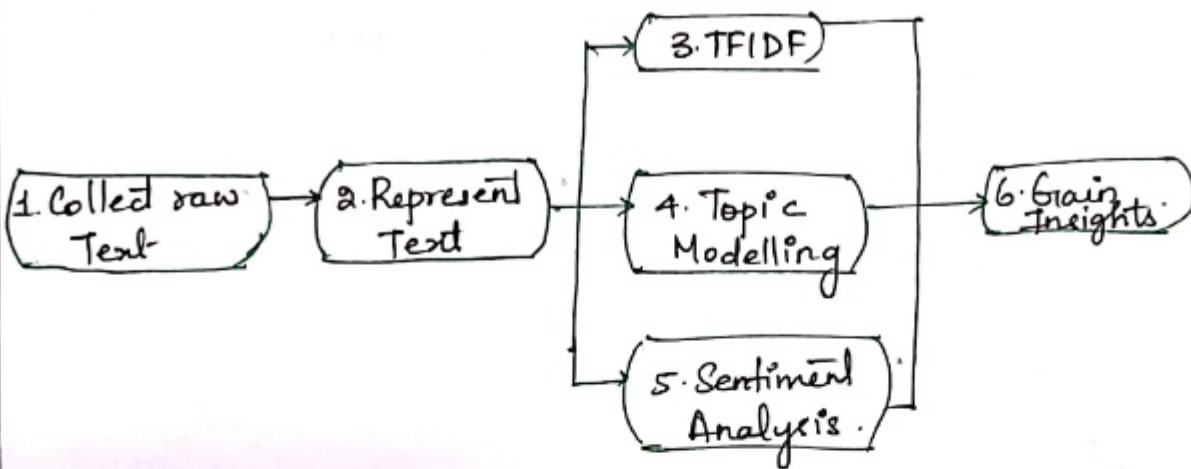 3. TFIDF
1. Collect raw
Text
2. Represent
Text
4. Topic
Modelling
6. Gain
Insights.
5. Sentiment
Analysis.